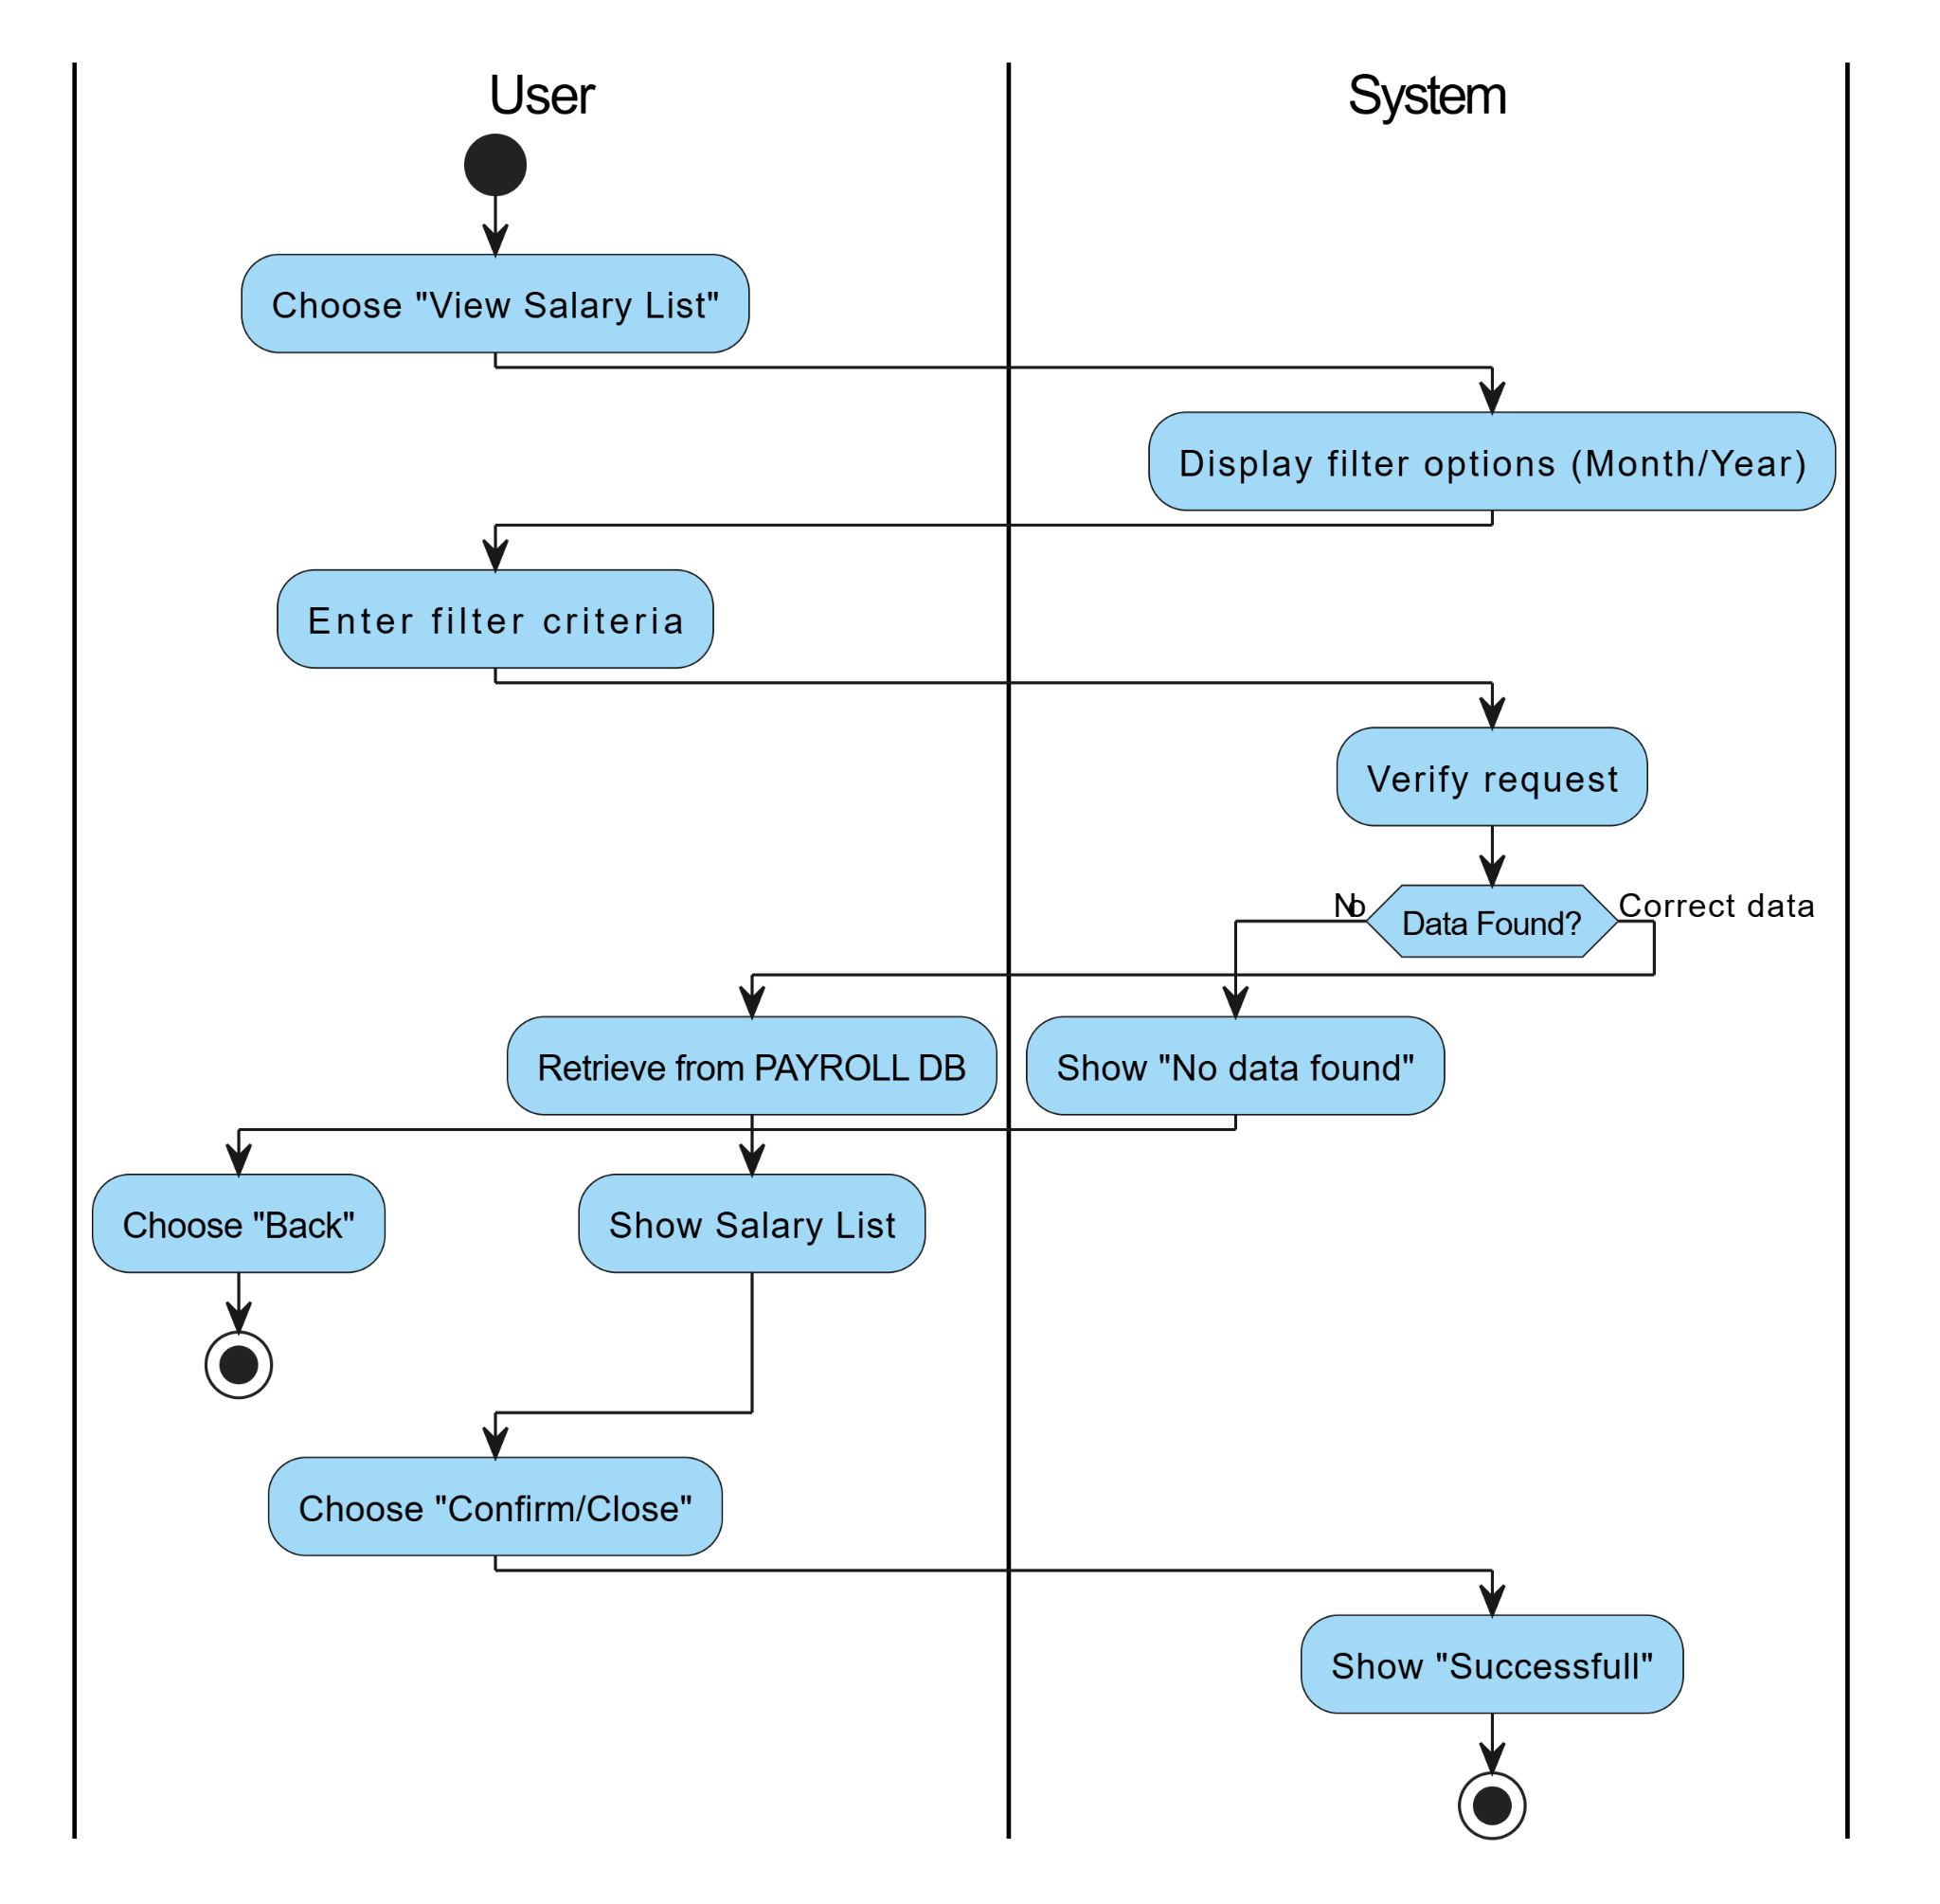 User
System
Choose "View Salary List"
Display filter options (Month/Year)
Enter filter criteria
Verify request
No
Data Found?
Correct data
Retrieve from PAYROLL DB
Show "No data found"
Choose "Back"
Show Salary List
Choose "Confirm/Close"
Show "Successfull"